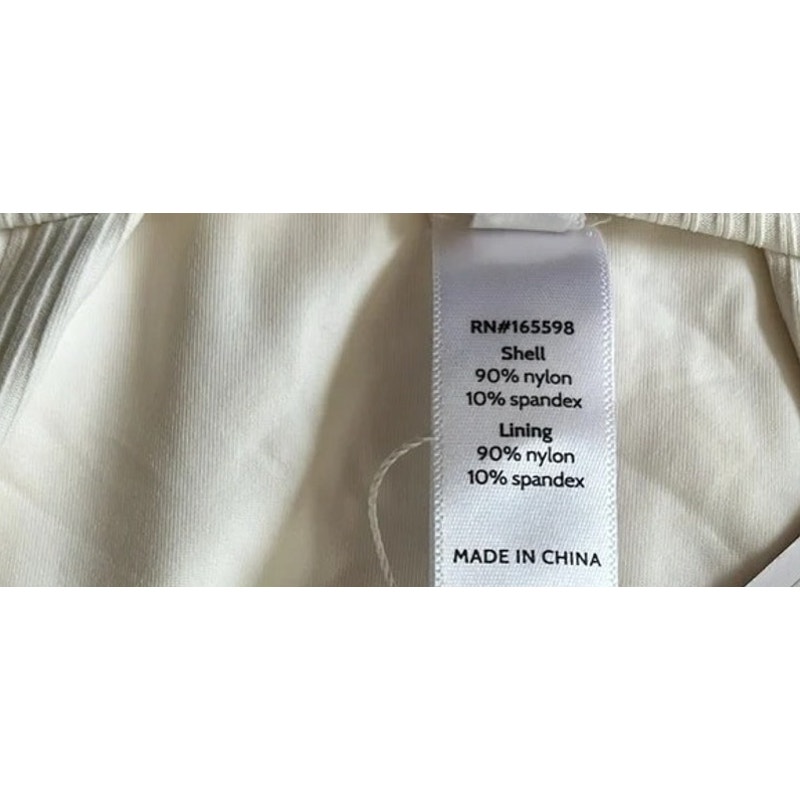 RN#165598
Shell
90% nylon
10% spandex
Lining
90% nylon
10% spandex
MADE IN CHINA